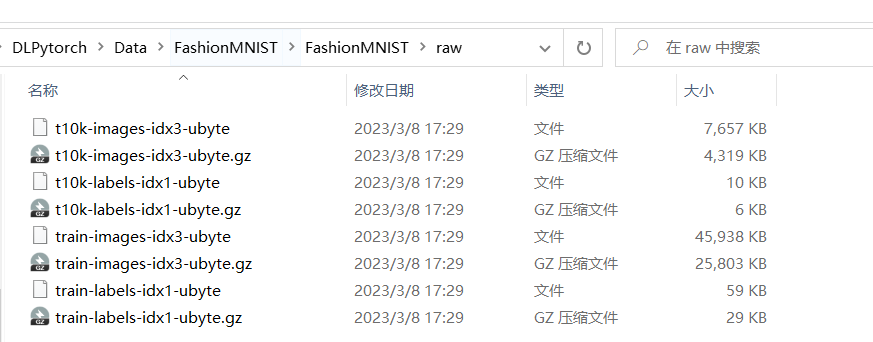 DLPytorch > Data > FashionMNIST > FashionMNIST > raw 在 raw 中搜索
名称 修改日期 类型 大小
t10k-images-idx3-ubyte 2023/3/8 17:29 文件 7,657 KB
t10k-images-idx3-ubyte.gz 2023/3/8 17:29 GZ 压缩文件 4,319 KB
t10k-labels-idx1-ubyte 2023/3/8 17:29 文件 10 KB
t10k-labels-idx1-ubyte.gz 2023/3/8 17:29 GZ 压缩文件 6 KB
train-images-idx3-ubyte 2023/3/8 17:29 文件 45,938 KB
train-images-idx3-ubyte.gz 2023/3/8 17:29 GZ 压缩文件 25,803 KB
train-labels-idx1-ubyte 2023/3/8 17:29 文件 59 KB
train-labels-idx1-ubyte.gz 2023/3/8 17:29 GZ 压缩文件 29 KB